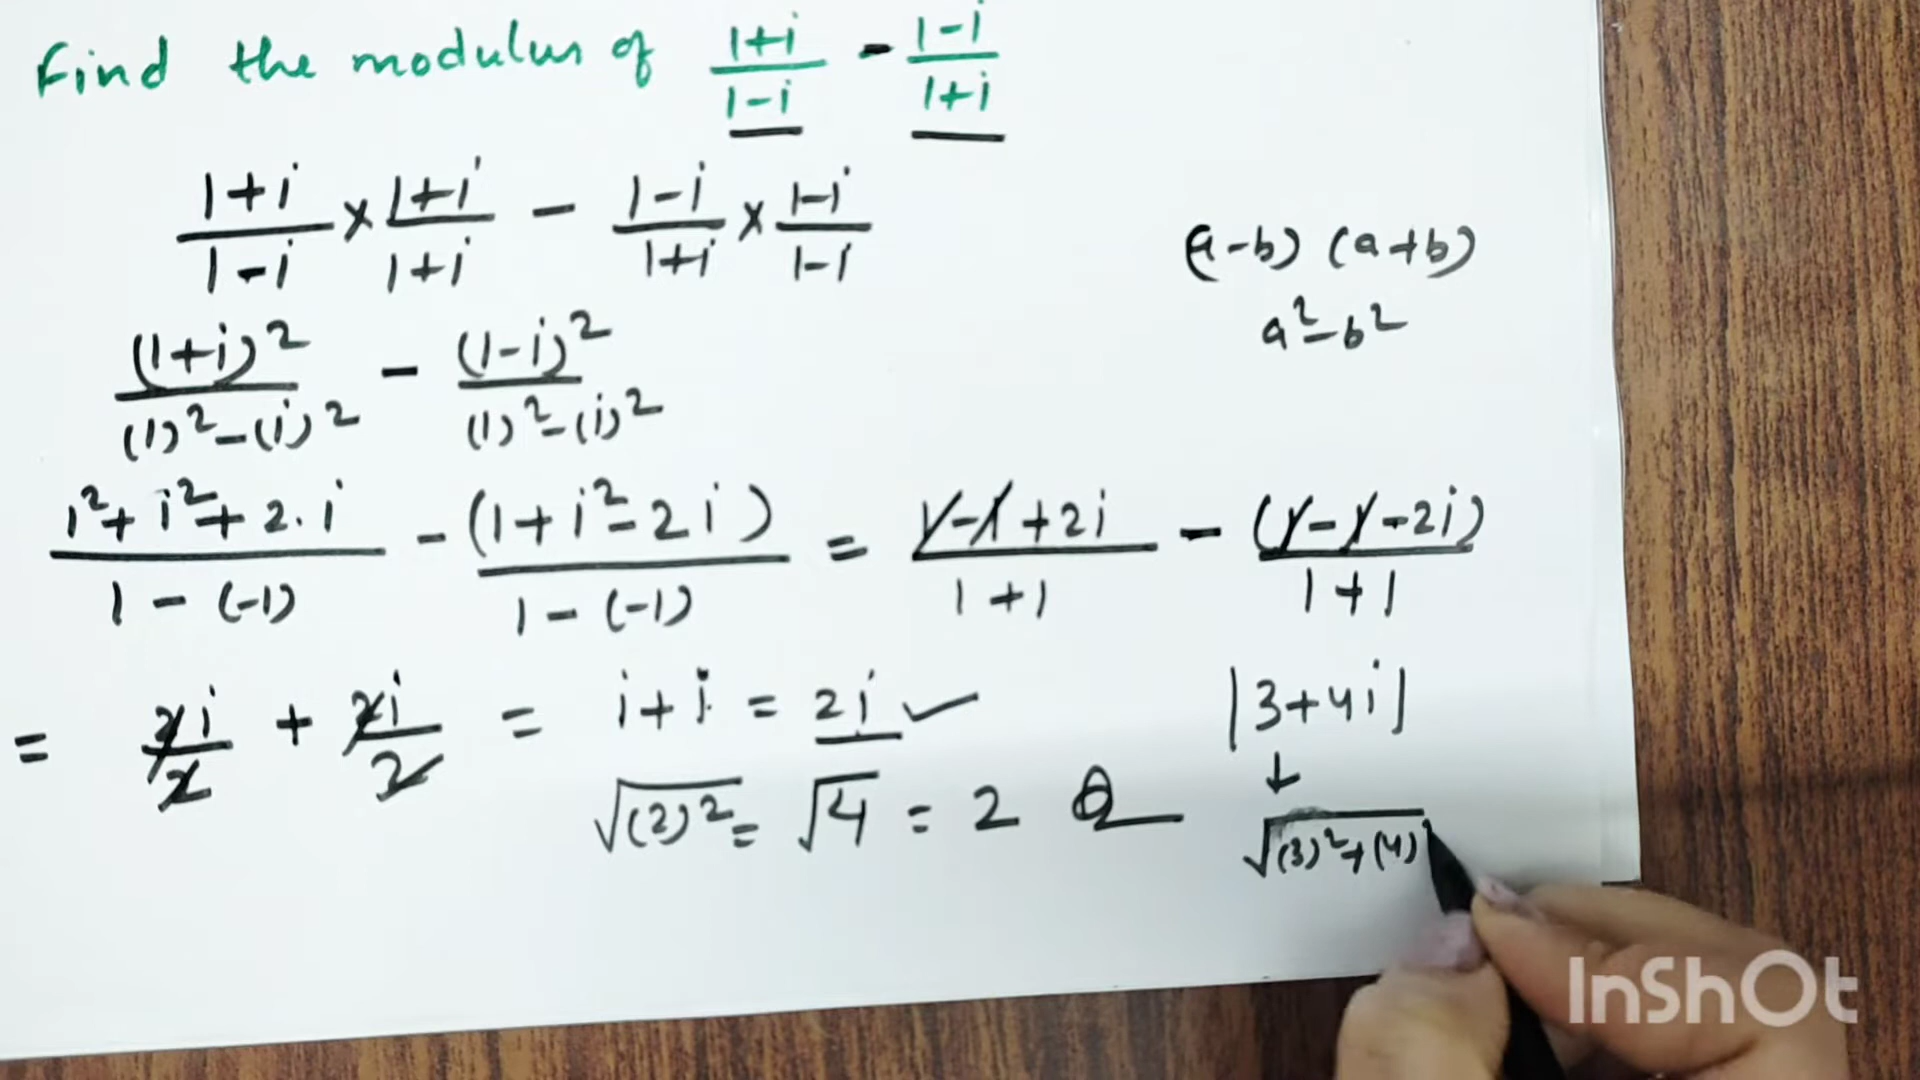 Find the modulus of (1+i)/(1-i) - (1-i)/(1+i)
(1+i)/(1-i) × (1+i)/(1+i) - (1-i)/(1+i) × (1-i)/(1-i)
(a-b) (a+b)
a²-b²
(1+i)²/((1)²-(i)²) - (1-i)²/((1)²-(i)²)
(1²+i²+2.i)/(1-(-1)) - (1+i²-2i)/(1-(-1)) = (1-1+2i)/(1+1) - (1-1-2i)/(1+1)
= 2i/2 + 2i/2 = i+i = 2i ✓
√(2)² = √4 = 2
|3+4i|
↓
√(3)²+(4)
InShOt